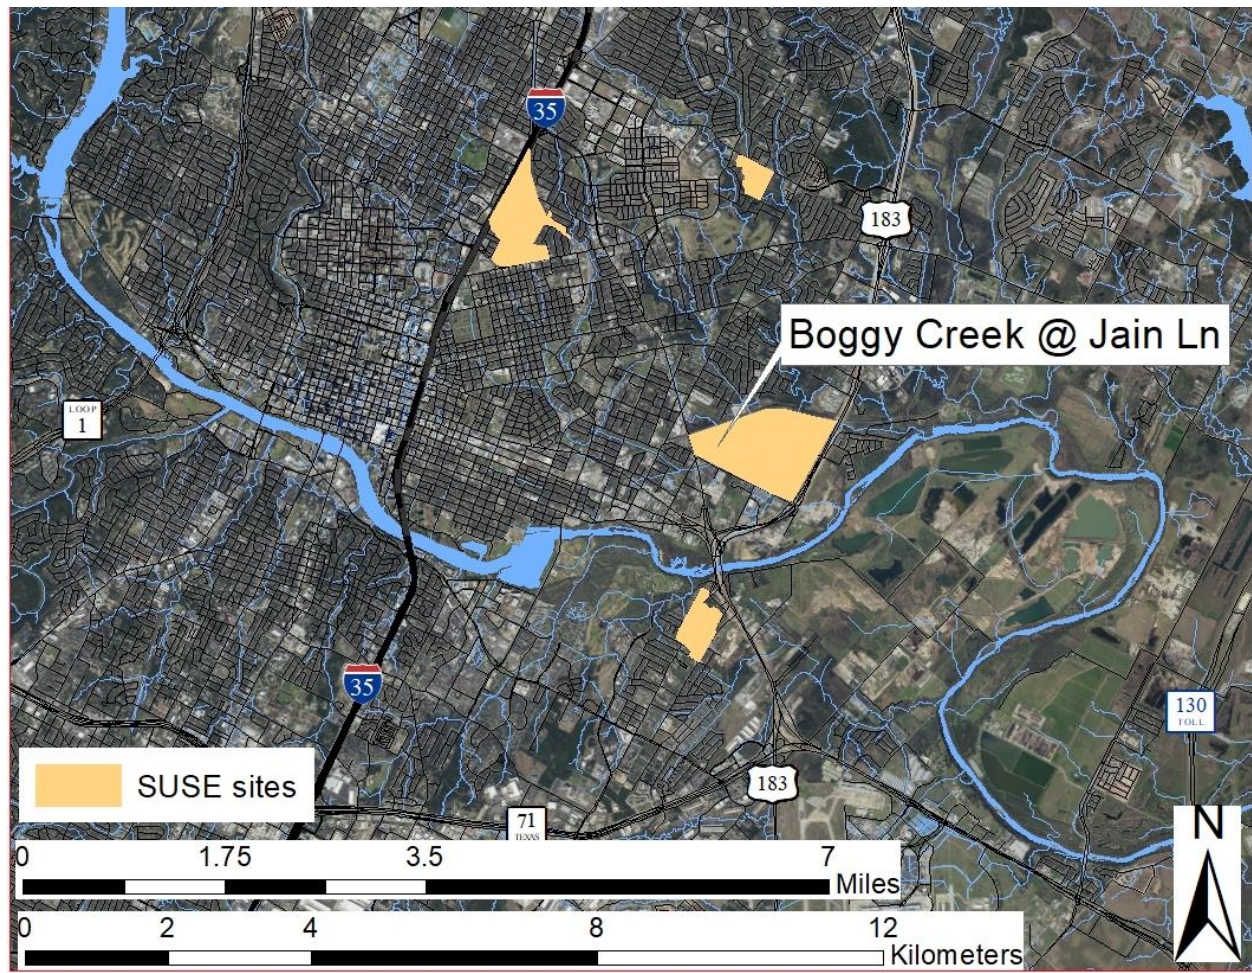 35
183
Boggy Creek @ Jain Ln
LOOP
1
35
130
TOLL
SUSE sites
183
71
TEXAS
N
0 1.75 3.5 7
Miles
0 2 4 8 12
Kilometers